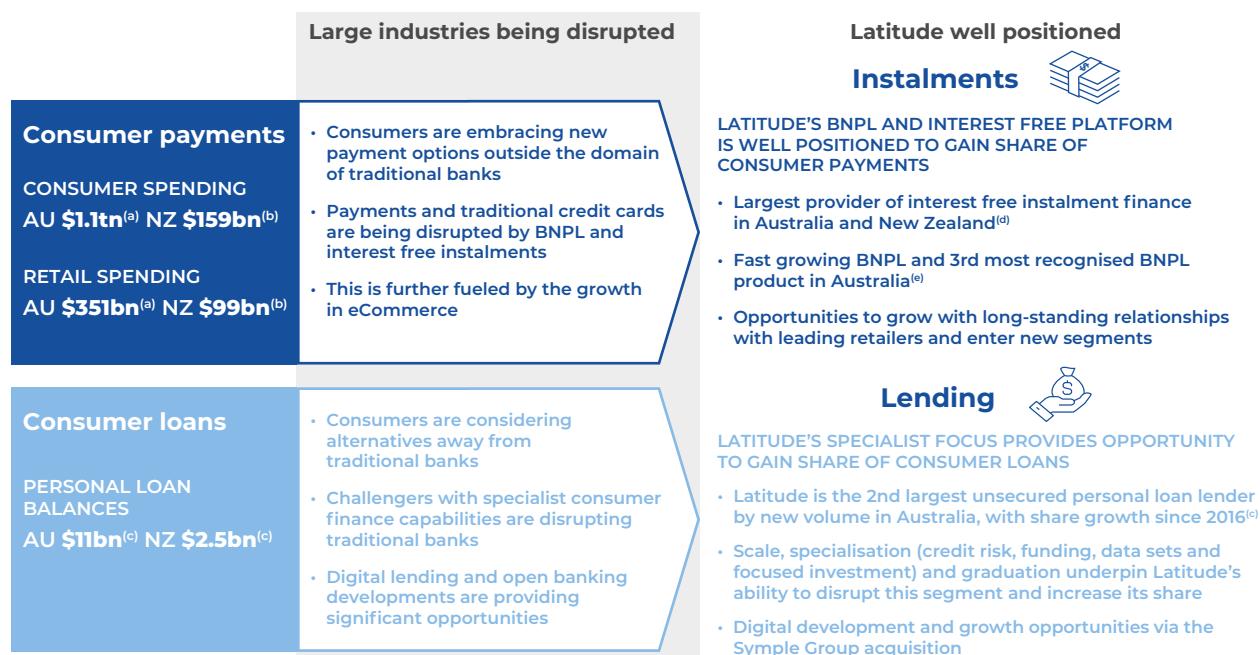 Large industries being disrupted
Latitude well positioned
Consumer payments
CONSUMER SPENDING
AU $1.1tn(a) NZ $159bn(b)
RETAIL SPENDING
AU $351bn(a) NZ $99bn(b)
• Consumers are embracing new
payment options outside the domain
of traditional banks
• Payments and traditional credit cards
are being disrupted by BNPL and
interest free instalments
• This is further fueled by the growth
in eCommerce
Instalments
$
LATITUDE'S BNPL AND INTEREST FREE PLATFORM
IS WELL POSITIONED TO GAIN SHARE OF
CONSUMER PAYMENTS
• Largest provider of interest free instalment finance
in Australia and New Zealand(d)
• Fast growing BNPL and 3rd most recognised BNPL
product in Australia(e)
• Opportunities to grow with long-standing relationships
with leading retailers and enter new segments
Consumer loans
PERSONAL LOAN
BALANCES
AU $11bn(c) NZ $2.5bn(c)
• Consumers are considering
alternatives away from
traditional banks
• Challengers with specialist consumer
finance capabilities are disrupting
traditional banks
• Digital lending and open banking
developments are providing
significant opportunities
Lending
$
LATITUDE'S SPECIALIST FOCUS PROVIDES OPPORTUNITY
TO GAIN SHARE OF CONSUMER LOANS
• Latitude is the 2nd largest unsecured personal loan lender
by new volume in Australia, with share growth since 2016(c)
• Scale, specialisation (credit risk, funding, data sets and
focused investment) and graduation underpin Latitude's
ability to disrupt this segment and increase its share
• Digital development and growth opportunities via the
Symple Group acquisition